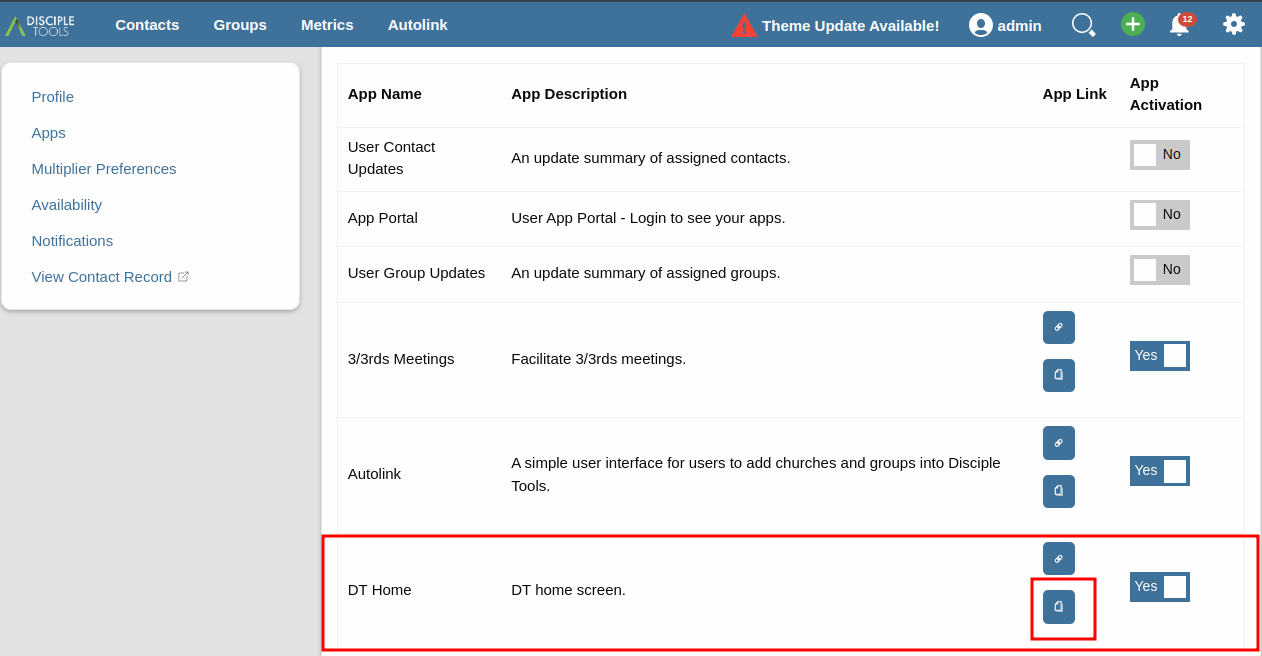 DISCIPLE
TOOLS
Contacts
Groups
Metrics
Autolink
Theme Update Available!
admin
12
Profile
Apps
Multiplier Preferences
Availability
Notifications
View Contact Record
App Name
App Description
App Link
App
Activation
User Contact
Updates
An update summary of assigned contacts.
No
App Portal
User App Portal - Login to see your apps.
No
User Group Updates
An update summary of assigned groups.
No
3/3rds Meetings
Facilitate 3/3rds meetings.
Yes
Autolink
A simple user interface for users to add churches and groups into Disciple
Tools.
Yes
DT Home
DT home screen.
Yes